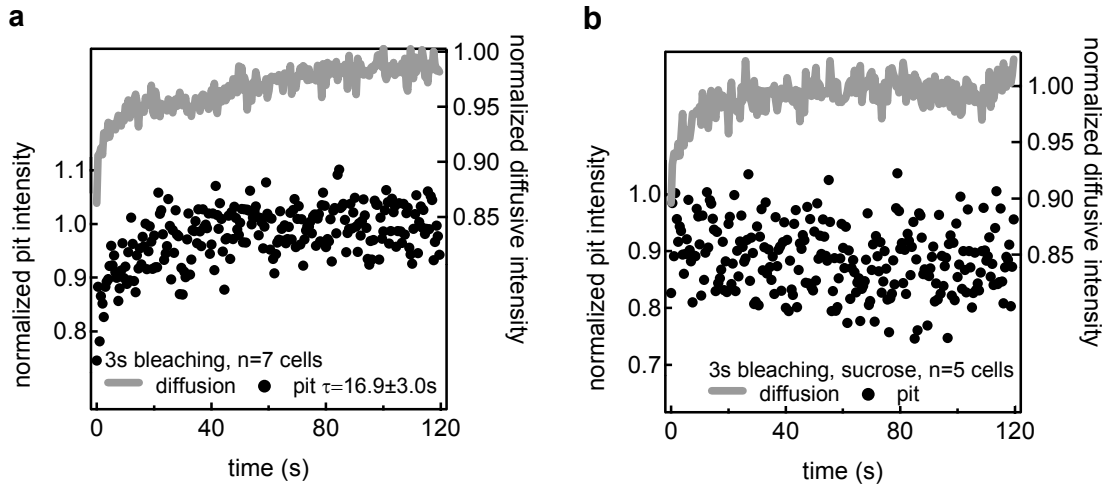 a
normalized pit intensity
1.1
1.0
0.9
0.8
1.00
0.95
0.90
0.85
normalized diffusive intensity
3s bleaching, n=7 cells
diffusion
pit τ=16.9±3.0s
0
40
80
120
time (s)
b
normalized pit intensity
1.0
0.9
0.8
0.7
1.00
0.95
0.90
0.85
normalized diffusive intensity
3s bleaching, sucrose, n=5 cells
diffusion
pit
0
40
80
120
time (s)